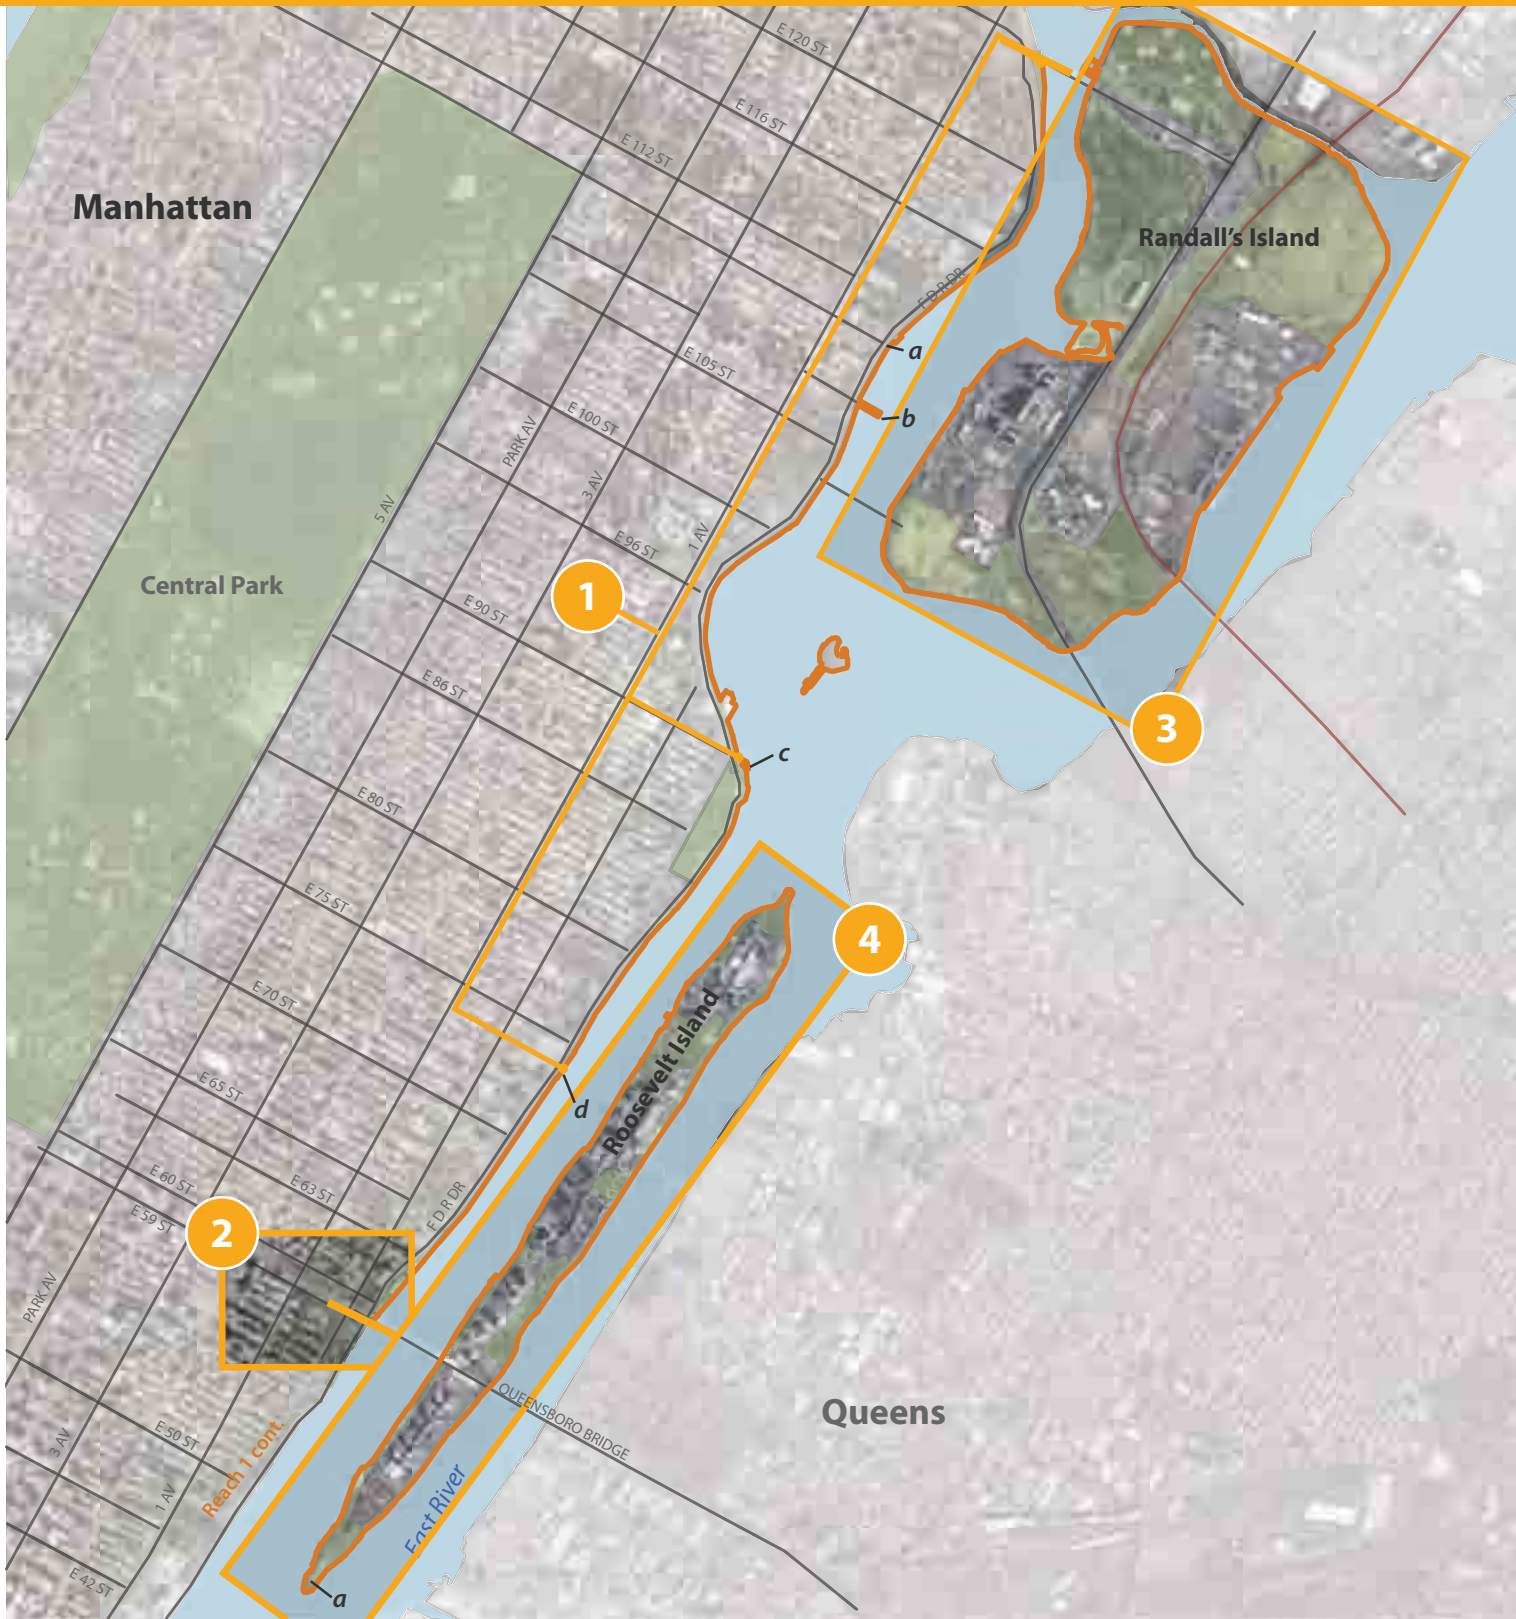 E 120 ST
E 116 ST
E 112 ST
Manhattan
Randall's Island
F D R DR
a
E 105 ST
b
E 100 ST
PARK AV
3 AV
5 AV
1 AV
E 96 ST
Central Park
1
E 90 ST
E 86 ST
3
c
E 80 ST
E 75 ST
4
E 70 ST
Roosevelt Island
E 65 ST
d
E 63 ST
E 60 ST
E 59 ST
F D R DR
2
PARK AV
QUEENSBORO BRIDGE
Queens
E 50 ST
3 AV
Reach 1 cont.
1 AV
East River
E 42 ST
a